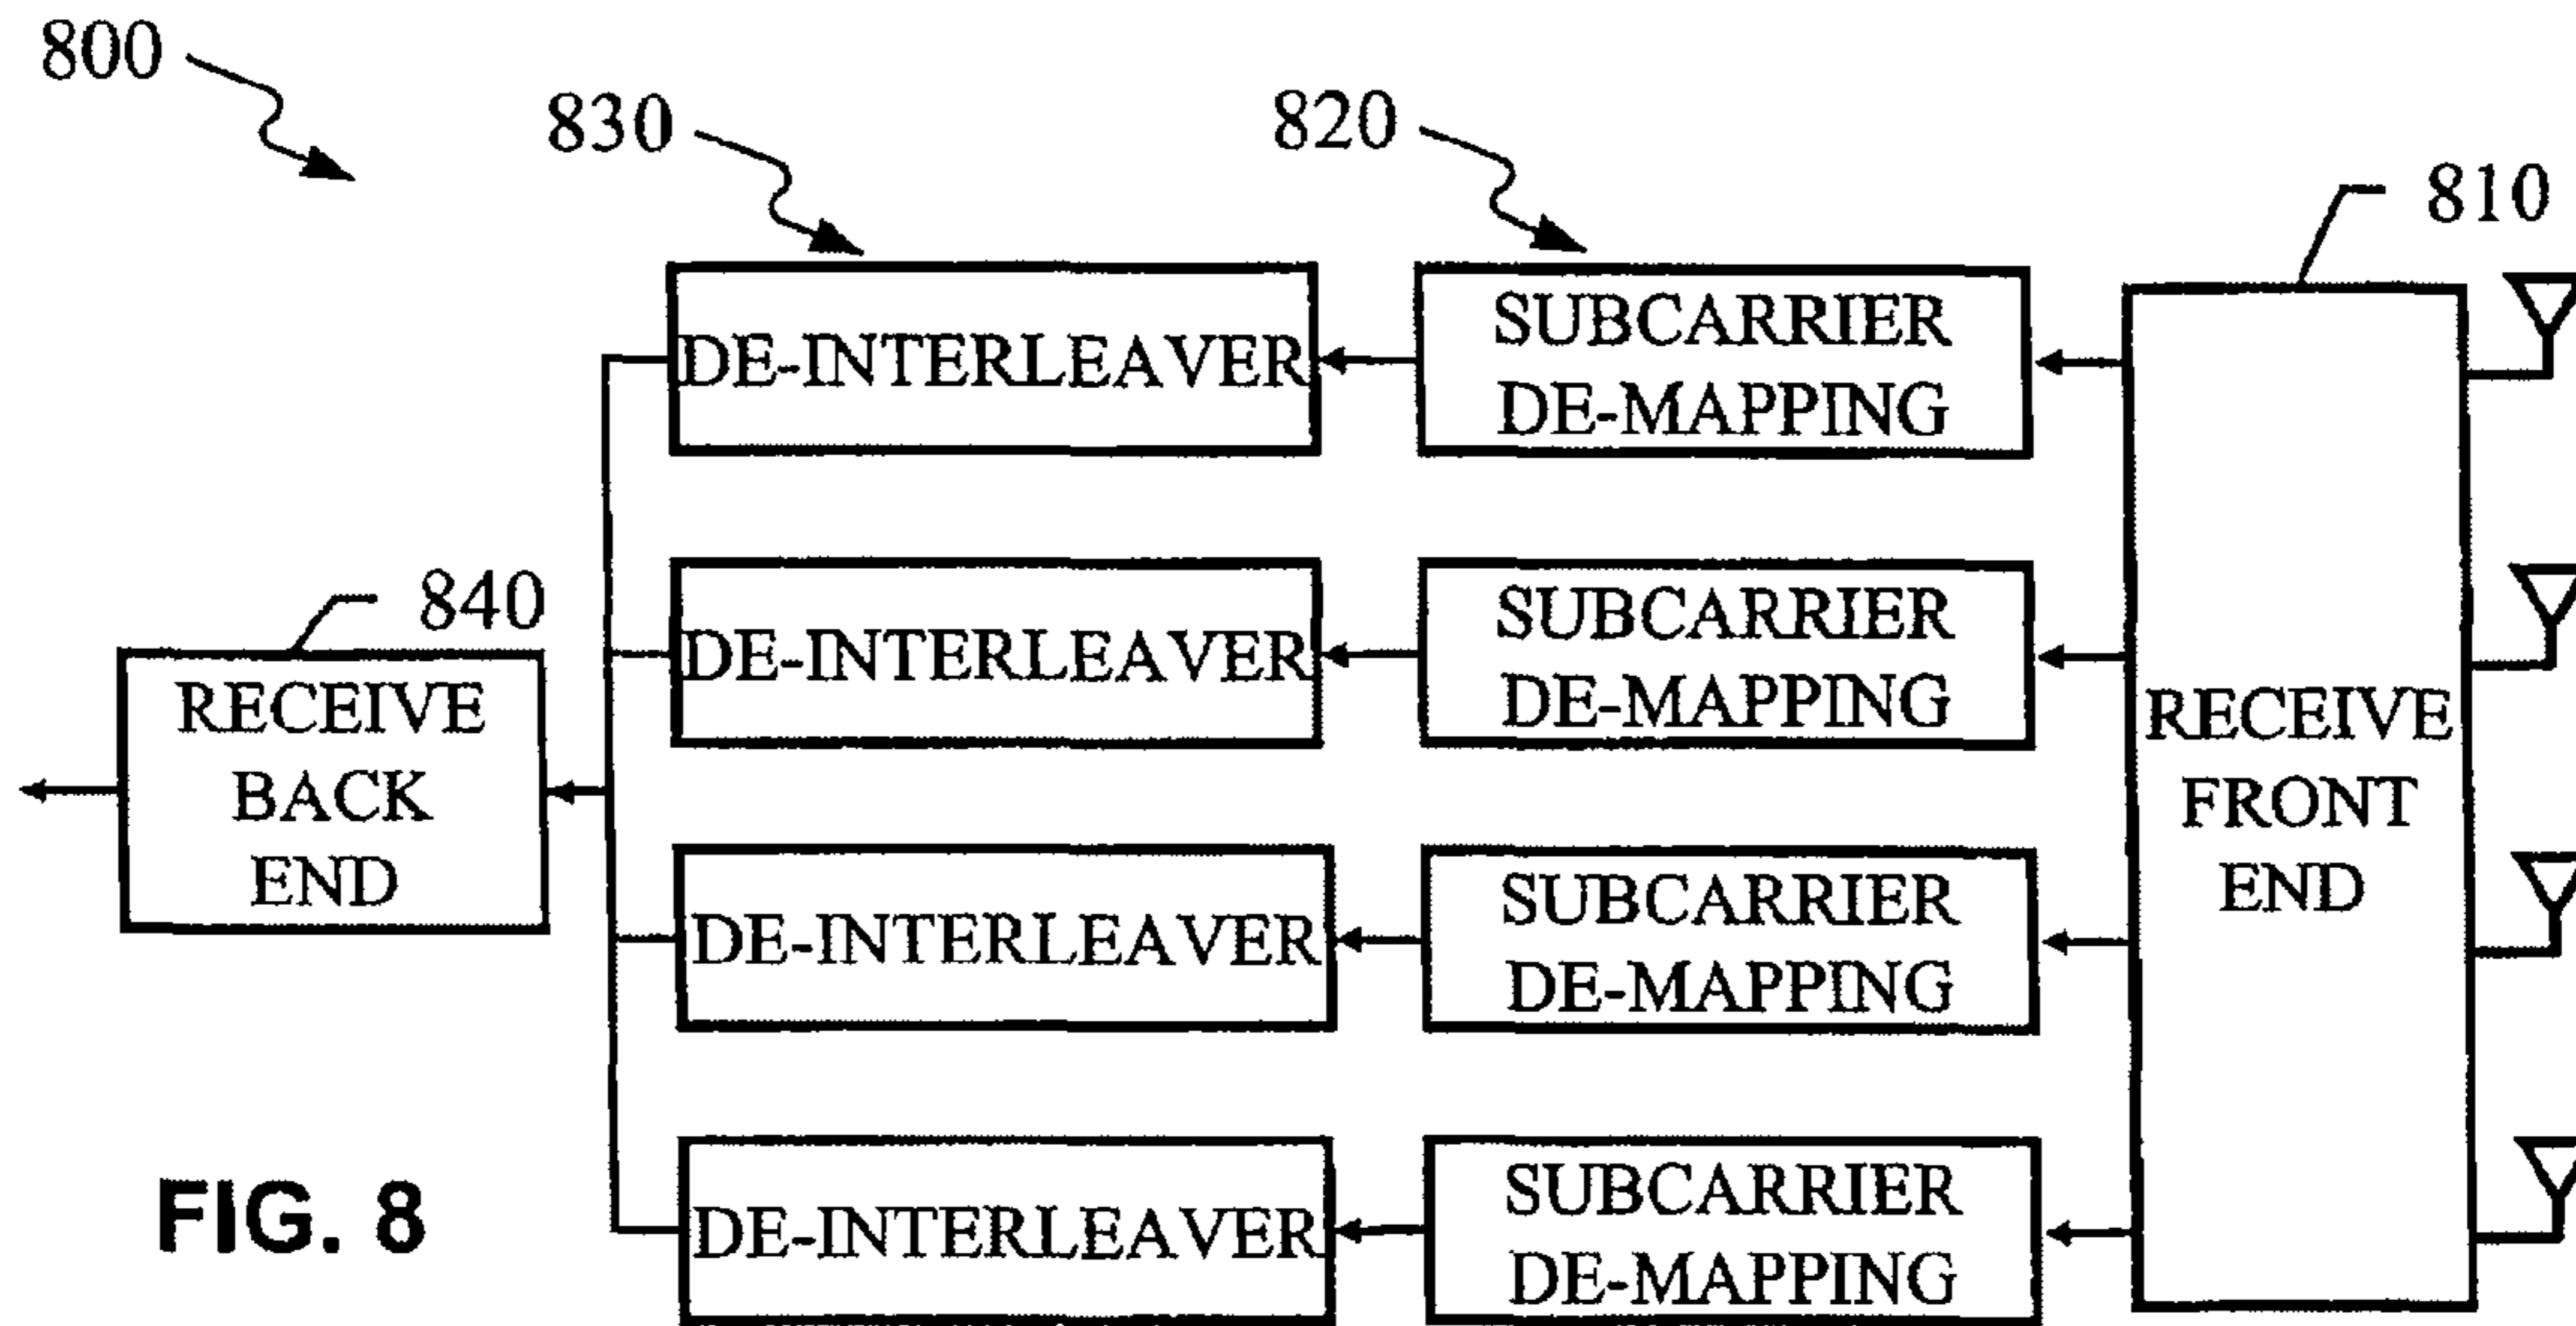 800
830
820
810
DE-INTERLEAVER
SUBCARRIER
DE-MAPPING
DE-INTERLEAVER
SUBCARRIER
DE-MAPPING
840
RECEIVE
BACK
END
RECEIVE
FRONT
END
DE-INTERLEAVER
SUBCARRIER
DE-MAPPING
DE-INTERLEAVER
SUBCARRIER
DE-MAPPING
FIG. 8